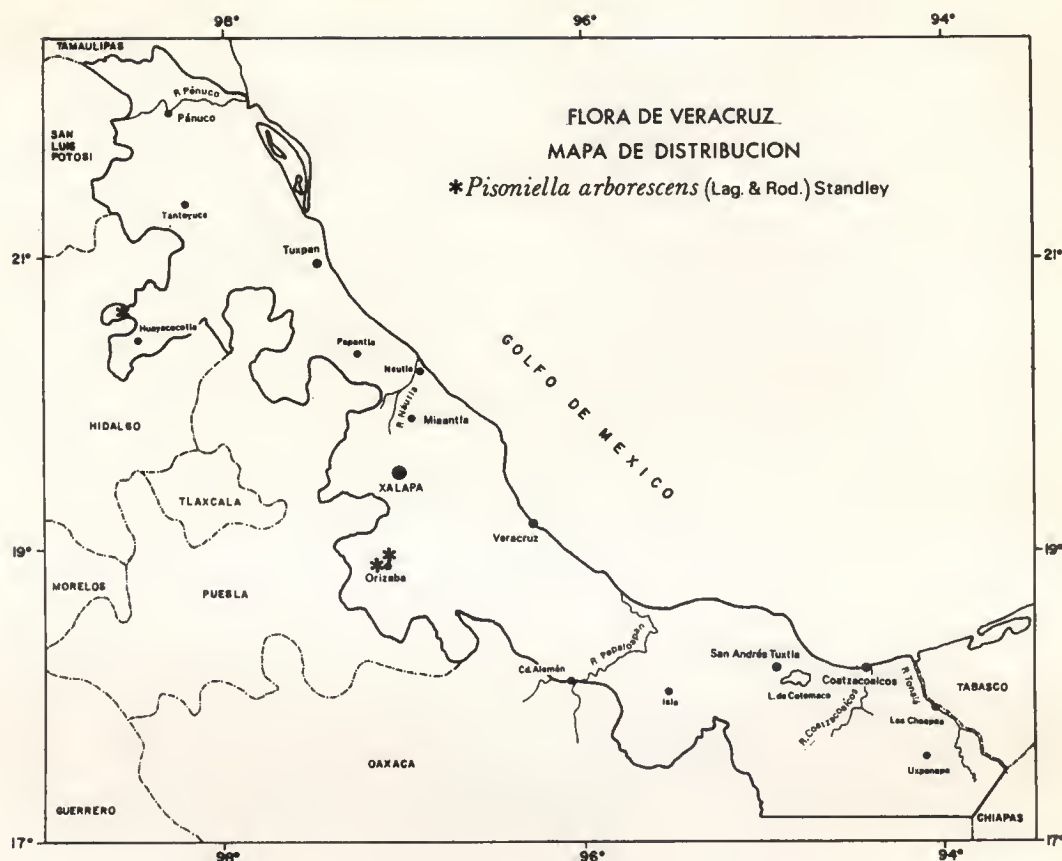 98°
96°
94°
TAMAULIPAS
R. Pénuco
Pánuco
FLORA DE VERACRUZ
MAPA DE DISTRIBUCION
*Pisoniella arborescens (Lag. & Rod.) Standley
SAN
LUIS
POTOSI
Tantoyuca
21°
21°
Tuxpan
Huayacocotla
Papantla
Nautla
R. Nautla
Misantla
GOLFO DE MEXICO
HIDALGO
XALAPA
TLAXCALA
Veracruz
19°
19°
Orizaba
MORELOS
PUEBLA
R. Papaloapan
San Andrés Tuxtla
Cd. Alemán
L. de Catemaco
Coatzacoalcos
R. Tonalá
TABASCO
Isla
R. Coatzacoalcos
Las Choapas
Uxpanapa
OAXACA
GUERRERO
CHIAPAS
17°
17°
98°
96°
94°